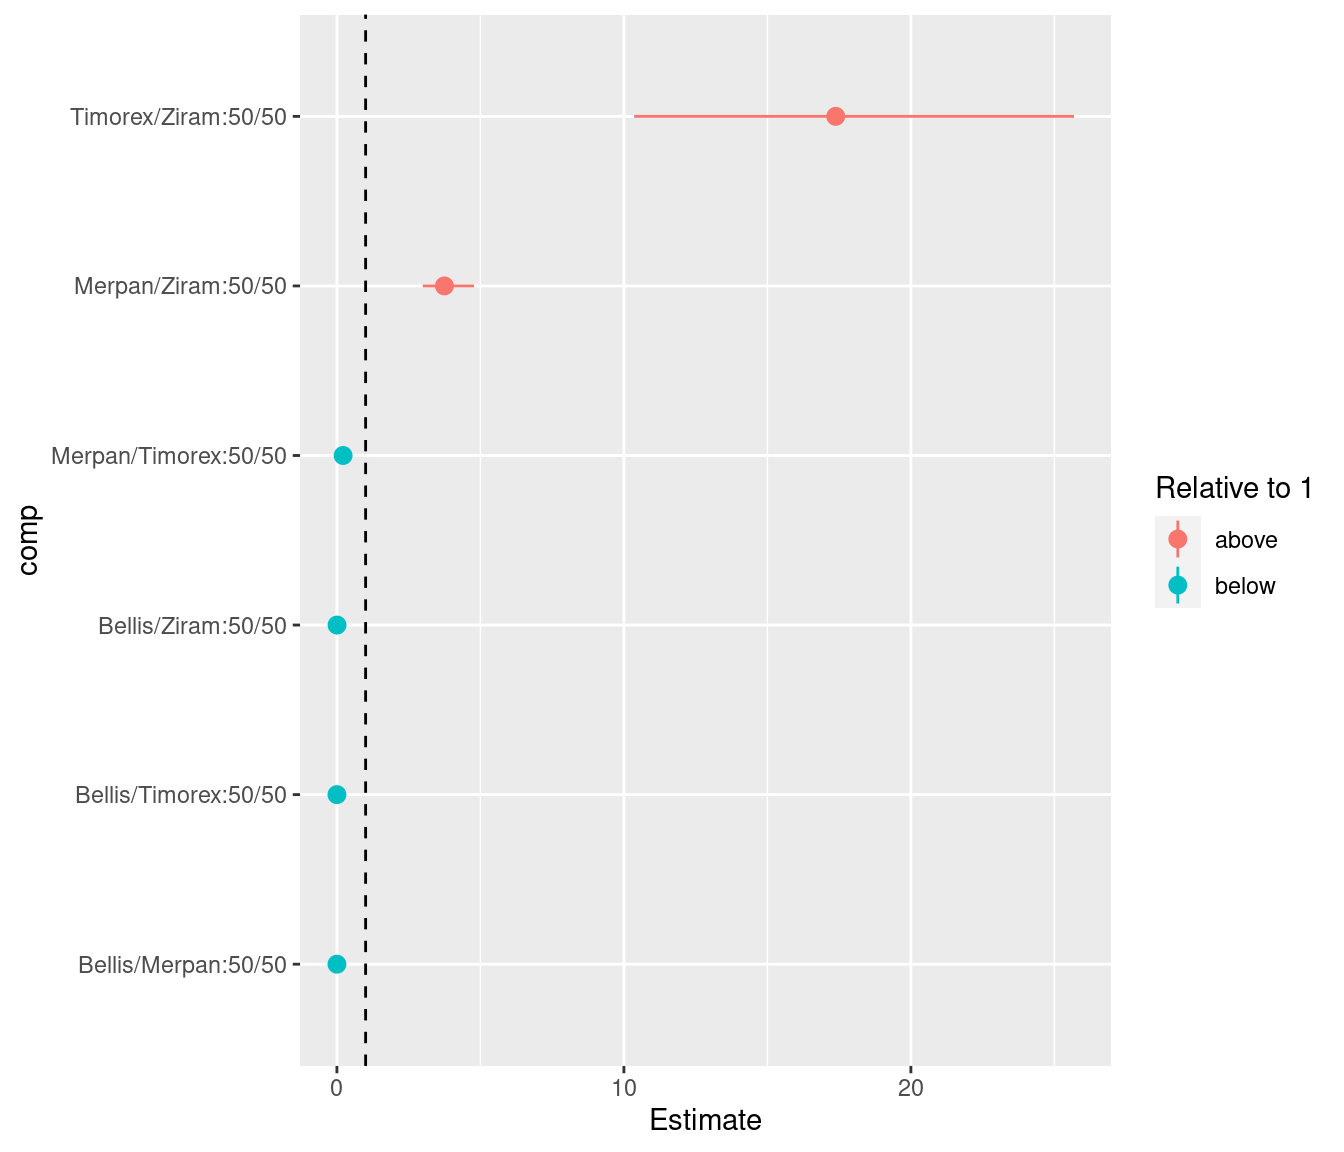 Timorex/Ziram:50/50
Merpan/Ziram:50/50
Merpan/Timorex:50/50
Bellis/Ziram:50/50
Bellis/Timorex:50/50
Bellis/Merpan:50/50
comp
0
10
20
Estimate
Relative to 1
above
below